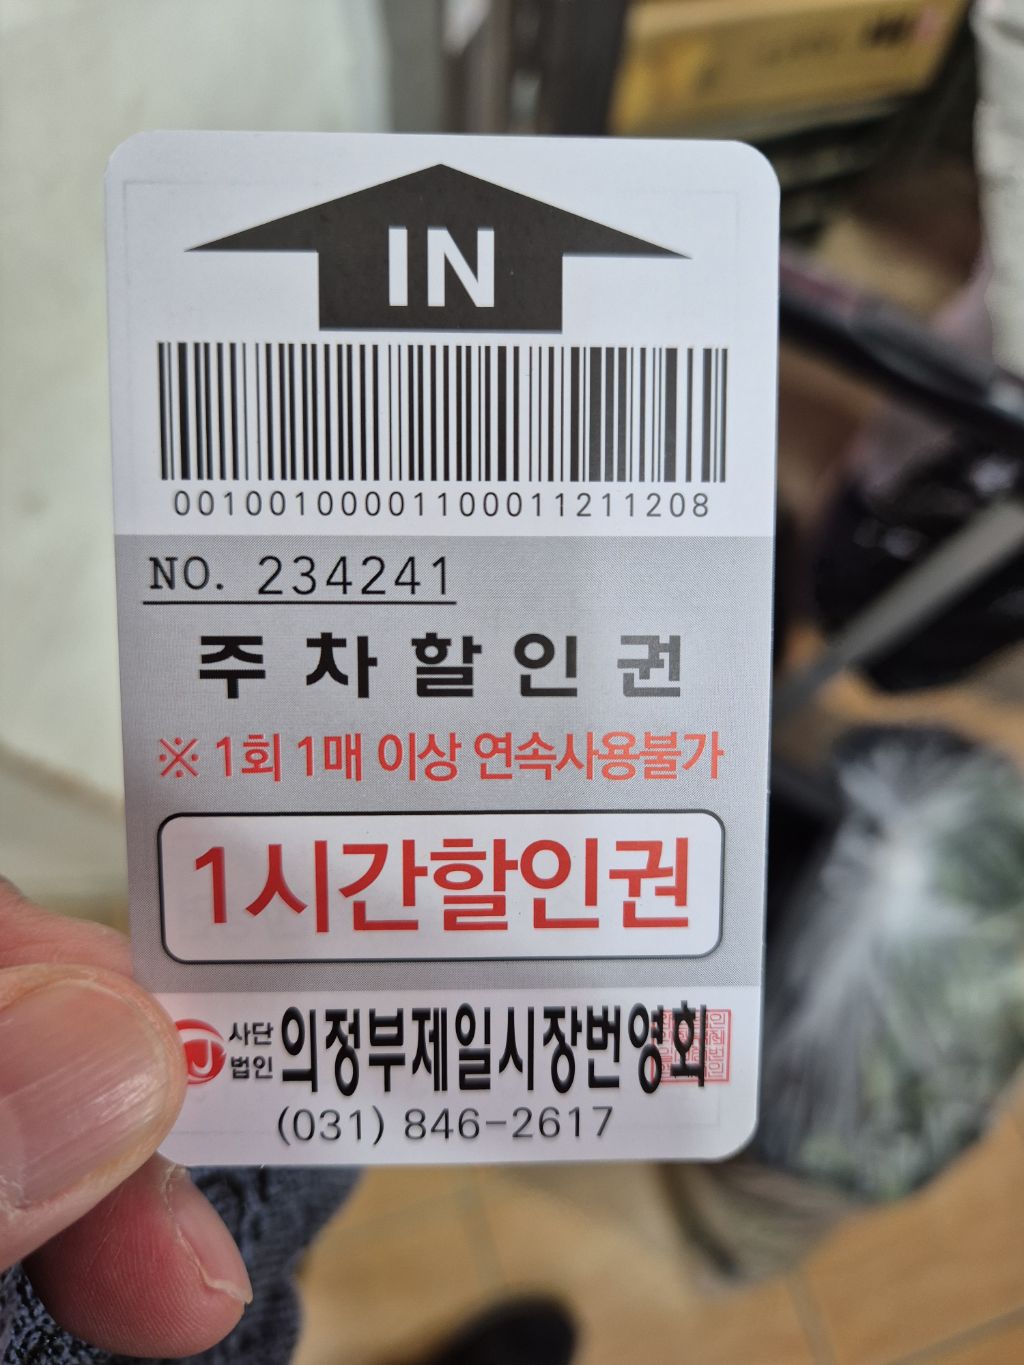 IN
00100100001100011211208
NO. 234241
주차할인권
※ 1회 1매 이상 연속사용불가
1시간할인권
사단법인 의정부제일시장번영회
(031) 846-2617